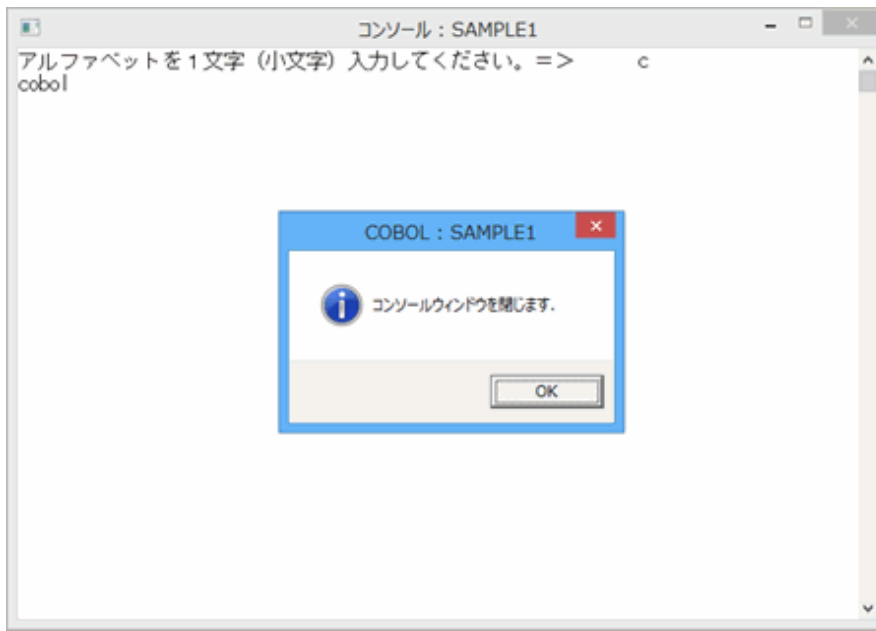 コンソール : SAMPLE1
アルファベットを1文字（小文字）入力してください。＝＞ c
cobol
COBOL : SAMPLE1
コンソールウィンドウを閉じます.
OK